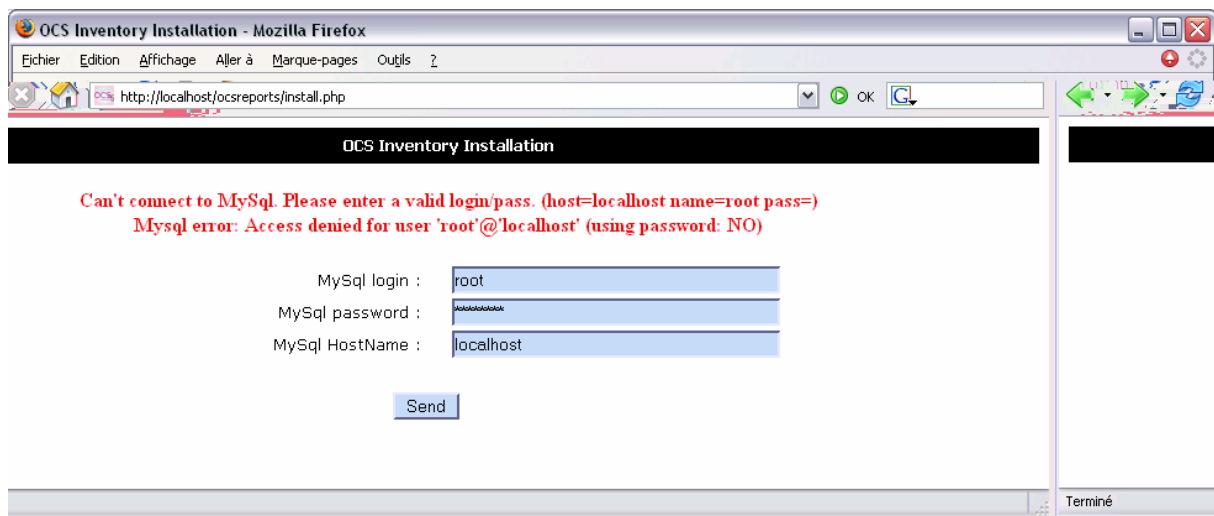 OCS Inventory Installation - Mozilla Firefox
Fichier Edition Affichage Aller à Marque-pages Outils ?
OCS http://localhost/ocsreports/install.php OK G
OCS Inventory Installation
Can't connect to MySql. Please enter a valid login/pass. (host=localhost name=root pass=)
Mysql error: Access denied for user 'root'@'localhost' (using password: NO)
MySql login : root
MySql password : *********
MySql HostName : localhost
Send
Terminé